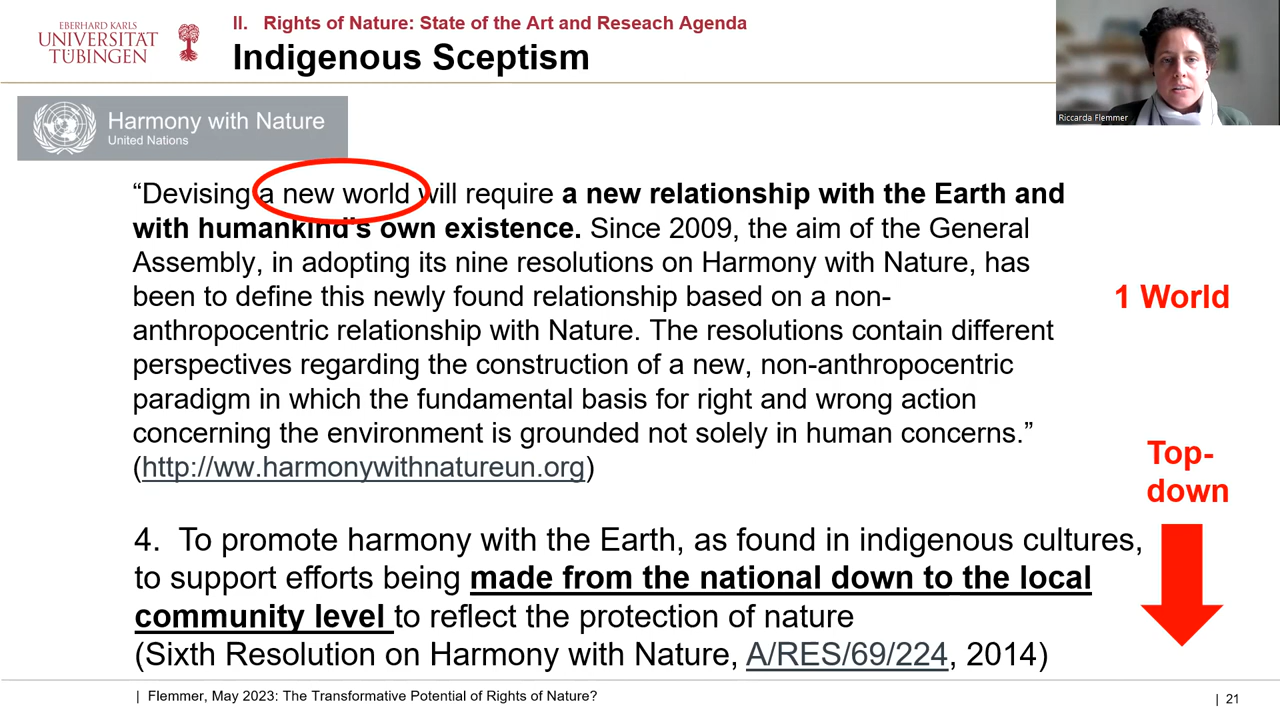 EBERHARD KARLS
UNIVERSITÄT
TÜBINGEN
II. Rights of Nature: State of the Art and Reseach Agenda
Indigenous Sceptism
Riccarda Flemmer
Harmony with Nature
United Nations
“Devising a new world will require a new relationship with the Earth and
with humankind's own existence. Since 2009, the aim of the General
Assembly, in adopting its nine resolutions on Harmony with Nature, has
been to define this newly found relationship based on a non-
anthropocentric relationship with Nature. The resolutions contain different
perspectives regarding the construction of a new, non-anthropocentric
paradigm in which the fundamental basis for right and wrong action
concerning the environment is grounded not solely in human concerns.”
(http://ww.harmonywithnatureun.org)
1 World
Top-
down
4. To promote harmony with the Earth, as found in indigenous cultures,
to support efforts being made from the national down to the local
community level to reflect the protection of nature
(Sixth Resolution on Harmony with Nature, A/RES/69/224, 2014)
| Flemmer, May 2023: The Transformative Potential of Rights of Nature?
| 21